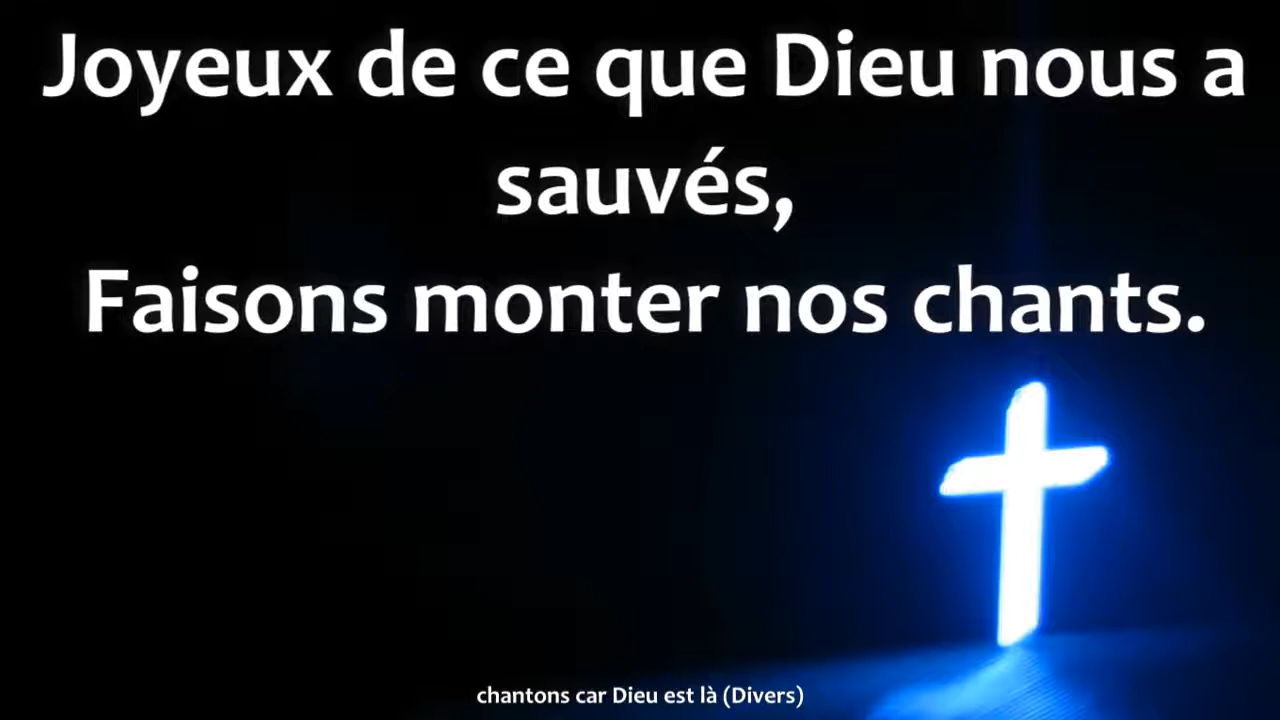 Joyeux de ce que Dieu nous a
sauvés,
Faisons monter nos chants.
chantons car Dieu est là (Divers)